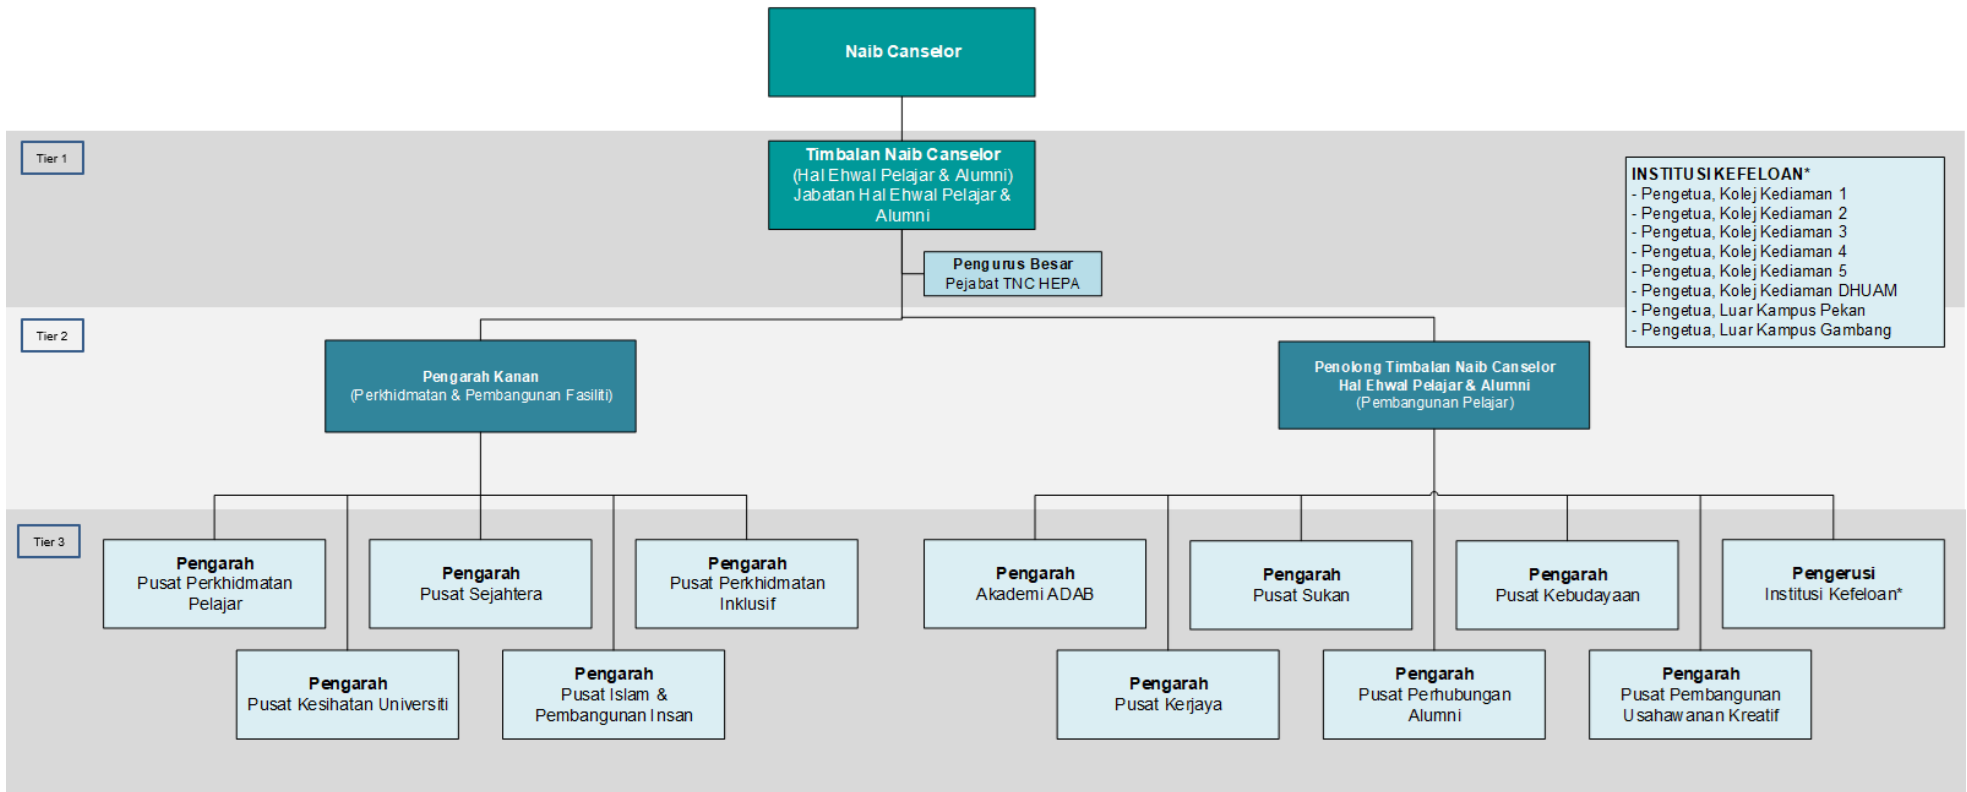 Naib Canselor
Tier 1
Timbalan Naib Canselor
(Hal Ehwal Pelajar & Alumni)
Jabatan Hal Ehwal Pelajar &
Alumni
INSTITUSI KEFELOAN*
- Pengetua, Kolej Kediaman 1
- Pengetua, Kolej Kediaman 2
- Pengetua, Kolej Kediaman 3
- Pengetua, Kolej Kediaman 4
- Pengetua, Kolej Kediaman 5
- Pengetua, Kolej Kediaman DHUAM
- Pengetua, Luar Kampus Pekan
- Pengetua, Luar Kampus Gambang
Pengurus Besar
Pejabat TNC HEPA
Tier 2
Pengarah Kanan
(Perkhidmatan & Pembangunan Fasiliti)
Penolong Timbalan Naib Canselor
Hal Ehwal Pelajar & Alumni
(Pembangunan Pelajar)
Tier 3
Pengarah
Pusat Perkhidmatan
Pelajar
Pengarah
Pusat Sejahtera
Pengarah
Pusat Perkhidmatan
Inklusif
Pengarah
Akademi ADAB
Pengarah
Pusat Sukan
Pengarah
Pusat Kebudayaan
Pengerusi
Institusi Kefeloan*
Pengarah
Pusat Kesihatan Universiti
Pengarah
Pusat Islam &
Pembangunan Insan
Pengarah
Pusat Kerjaya
Pengarah
Pusat Perhubungan
Alumni
Pengarah
Pusat Pembangunan
Usahawanan Kreatif